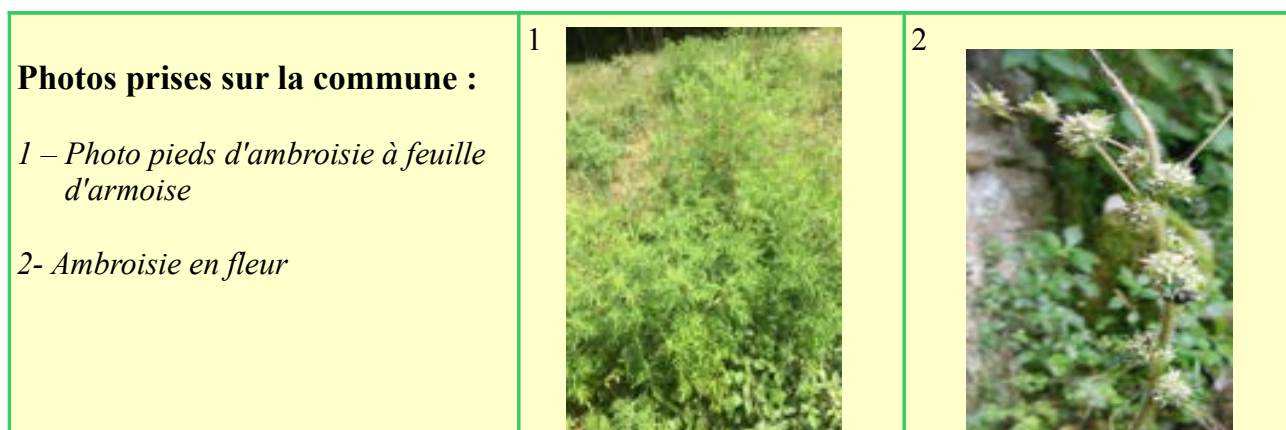 Photos prises sur la commune :
1 – Photo pieds d'ambroisie à feuille
d'armoise
2- Ambroisie en fleur
1
2